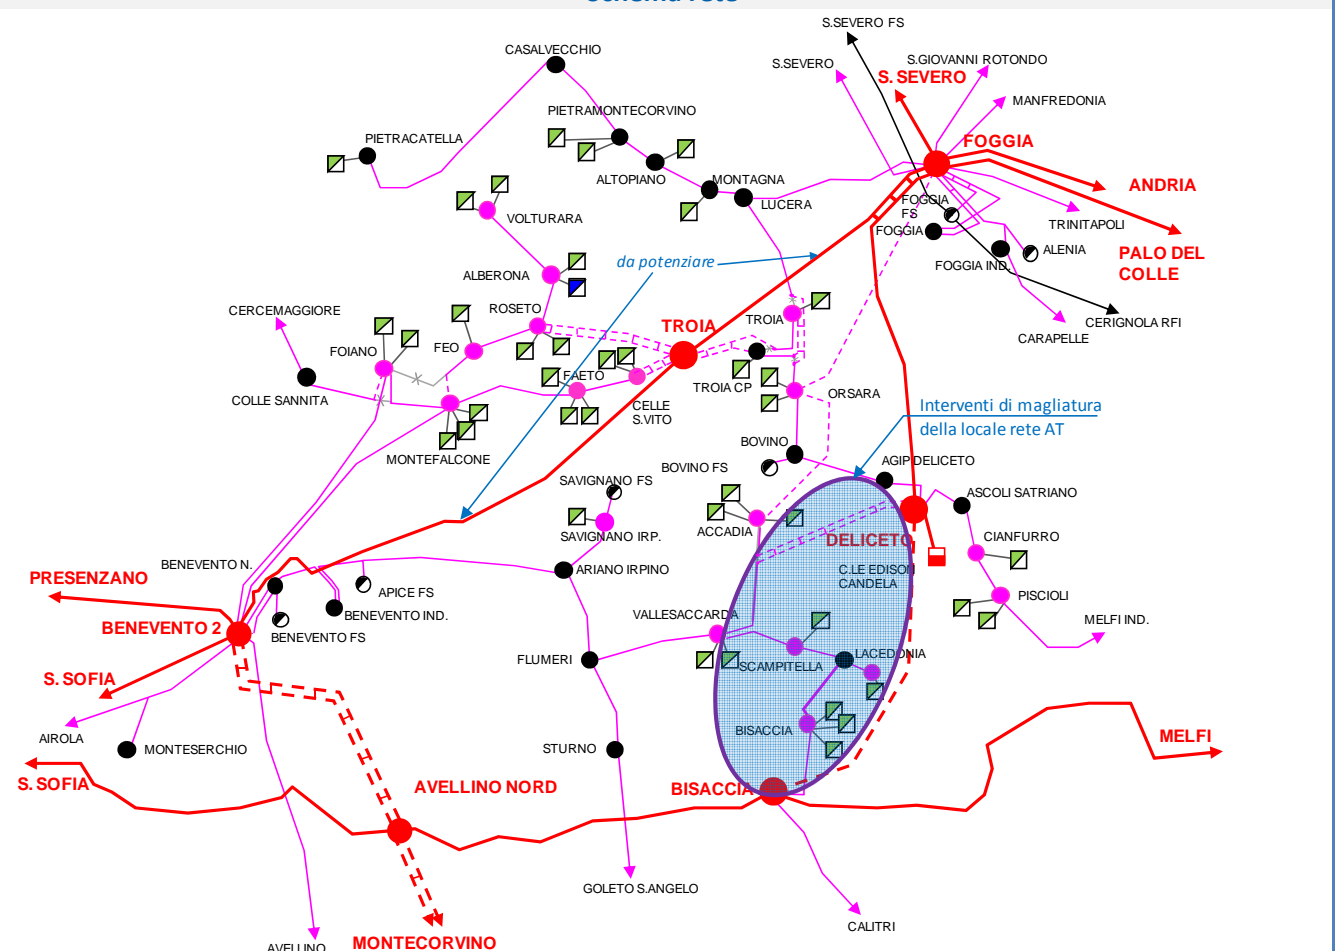 S.SEVERO FS
CASALVECCHIO
S.SEVERO
S.GIOVANNI ROTONDO
S. SEVERO
MANFREDONIA
PIETRAMONTECORVINO
PIETRACATELLA
FOGGIA
ALTOPIANO
MONTAGNA
ANDRIA
LUCERA
FOGGIA
FS
VOLTURARA
TRINITAPOLI
FOGGIA
ALENIA
PALO DEL
COLLE
da potenziare
FOGGIA IND.
ALBERONA
CERCEMAGGIORE
ROSETO
TROIA
TROIA
CERIGNOLA RFI
CARAPELLE
FOIANO
FEO
FAETO
TROIA CP
ORSARA
COLLE SANNITA
CELLE
S.VITO
Interventi di magliatura
della locale rete AT
BOVINO
MONTEFALCONE
BOVINO FS
AGIP DELICETO
SAVIGNANO FS
ASCOLI SATRIANO
ACCADIA
SAVIGNANO IRP.
CIANFURRO
DELICETO
BENEVENTO N.
ARIANO IRPINO
C.LE EDISON
CANDELA
PRESENZANO
APICE FS
PISCIOLI
BENEVENTO IND.
VALLESACCARDA
MELFI IND.
BENEVENTO 2
BENEVENTO FS
FLUMERI
LACEDONIA
SCAMPITELLA
S. SOFIA
BISACCIA
AIROLA
MONTESERCHIO
STURNO
MELFI
S. SOFIA
AVELLINO NORD
BISACCIA
GOLETO S.ANGELO
CALITRI
AVELLINO
MONTECORVINO